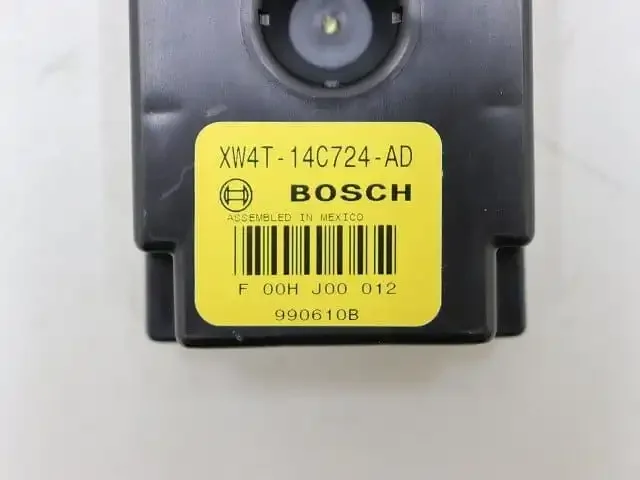 XW4T-14C724-AD
BOSCH
ASSEMBLED IN MEXICO
F 00H J00 012
990610B